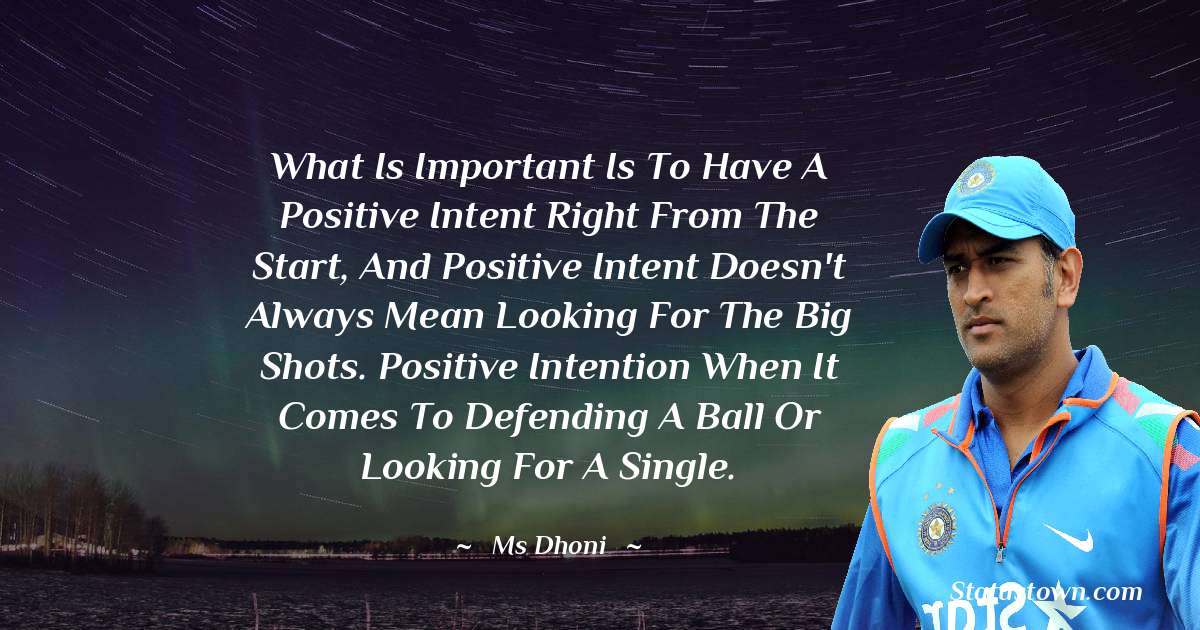 What Is Important Is To Have A
Positive Intent Right From The
Start, And Positive Intent Doesn't
Always Mean Looking For The Big
Shots. Positive Intention When It
Comes To Defending A Ball Or
Looking For A Single.
~ Ms Dhoni ~
Statustown.com
Star